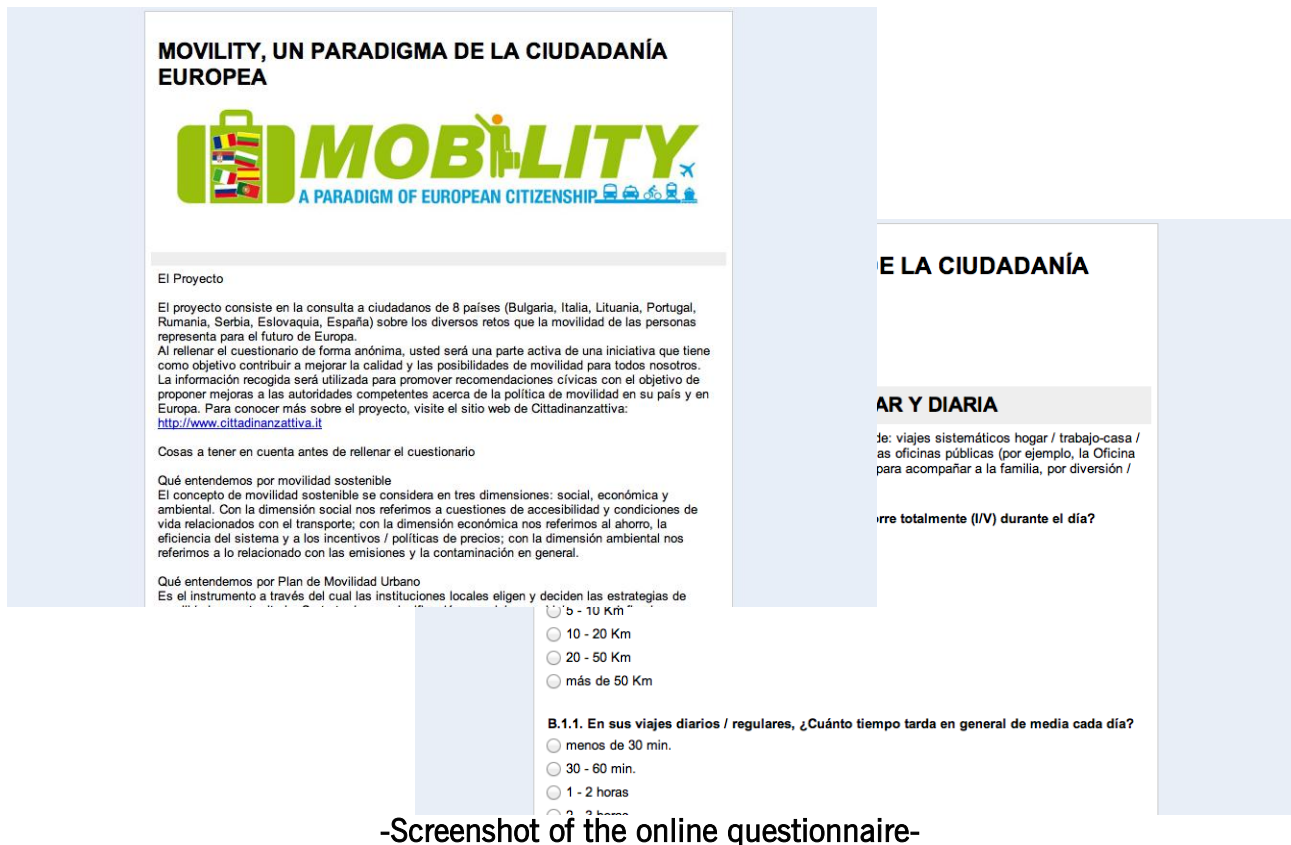 MOVILITY, UN PARADIGMA DE LA CIUDADANÍA
EUROPEA
MOBILITY
A PARADIGM OF EUROPEAN CITIZENSHIP
El Proyecto
El proyecto consiste en la consulta a ciudadanos de 8 países (Bulgaria, Italia, Lituania, Portugal,
Rumania, Serbia, Eslovaquia, España) sobre los diversos retos que la movilidad de las personas
representa para el futuro de Europa.
Al rellenar el cuestionario de forma anónima, usted será una parte activa de una iniciativa que tiene
como objetivo contribuir a mejorar la calidad y las posibilidades de movilidad para todos nosotros.
La información recogida será utilizada para promover recomendaciones cívicas con el objetivo de
proponer mejoras a las autoridades competentes acerca de la política de movilidad en su país y en
Europa. Para conocer más sobre el proyecto, visite el sitio web de Cittadinanzattiva:
http://www.cittadinanzattiva.it
Cosas a tener en cuenta antes de rellenar el cuestionario
Qué entendemos por movilidad sostenible
El concepto de movilidad sostenible se considera en tres dimensiones: social, económica y
ambiental. Con la dimensión social nos referimos a cuestiones de accesibilidad y condiciones de
vida relacionados con el transporte; con la dimensión económica nos referimos al ahorro, la
eficiencia del sistema y a los incentivos / políticas de precios; con la dimensión ambiental nos
referimos a lo relacionado con las emisiones y la contaminación en general.
Qué entendemos por Plan de Movilidad Urbano
Es el instrumento a través del cual las instituciones locales eligen y deciden las estrategias de
E LA CIUDADANÍA
AR Y DIARIA
de: viajes sistemáticos hogar / trabajo-casa /
as oficinas públicas (por ejemplo, la Oficina
para acompañar a la familia, por diversión /
rre totalmente (I/V) durante el día?
5 - 10 Km
10 - 20 Km
20 - 50 Km
más de 50 Km
B.1.1. En sus viajes diarios / regulares, ¿Cuánto tiempo tarda en general de media cada día?
menos de 30 min.
30 - 60 min.
1 - 2 horas
2 - 3 horas
-Screenshot of the online questionnaire-